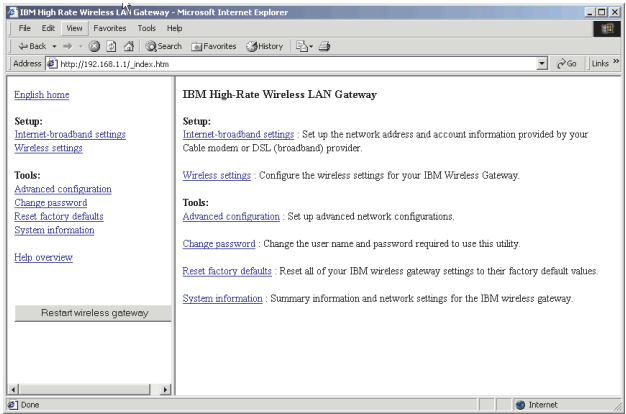 IBM High Rate Wireless LAN Gateway - Microsoft Internet Explorer
File Edit View Favorites Tools Help
Back Search Favorites History
Address http://192.168.1.1/_index.htm Go Links »
English home
Setup:
Internet-broadband settings
Wireless settings
Tools:
Advanced configuration
Change password
Reset factory defaults
System information
Help overview
Restart wireless gateway
IBM High-Rate Wireless LAN Gateway
Setup:
Internet-broadband settings : Set up the network address and account information provided by your
Cable modem or DSL (broadband) provider.
Wireless settings : Configure the wireless settings for your IBM Wireless Gateway.
Tools:
Advanced configuration : Set up advanced network configurations.
Change password : Change the user name and password required to use this utility.
Reset factory defaults : Reset all of your IBM wireless gateway settings to their factory default values.
System information : Summary information and network settings for the IBM wireless gateway.
Done Internet